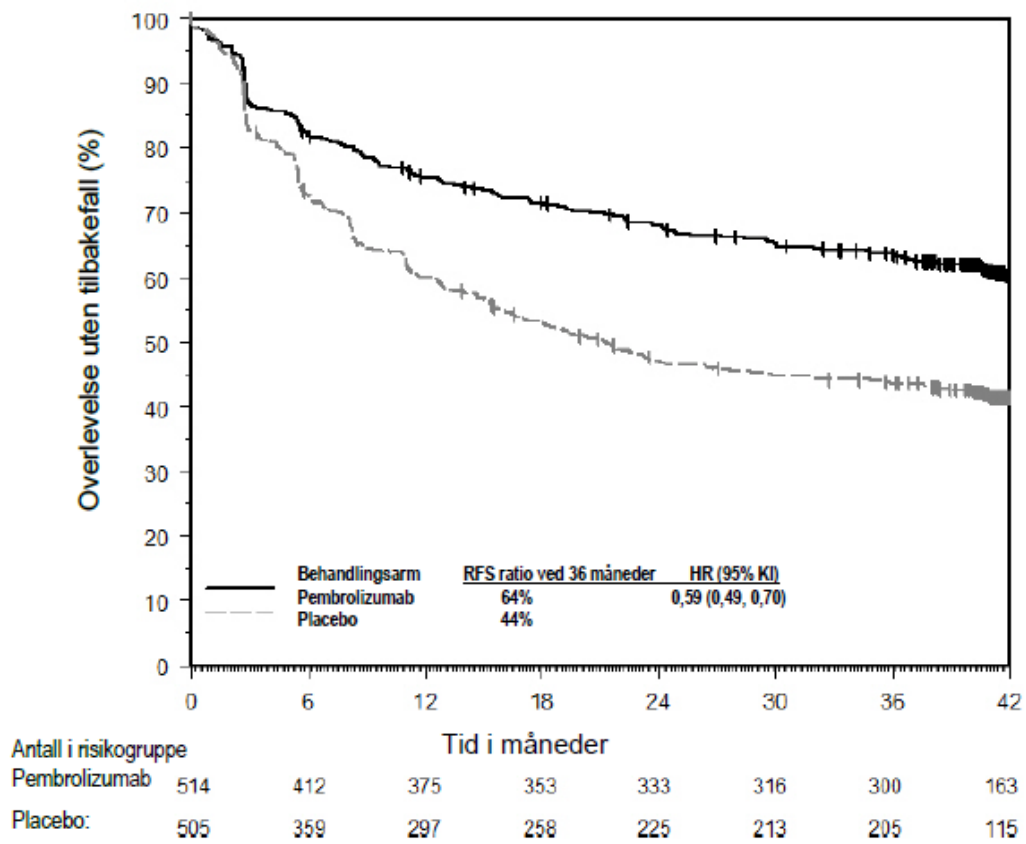 Overlevelse uten tilbakefall (%)
100
90
80
70
60
50
40
30
20
10
0
Behandlingsarm RFS ratio ved 36 måneder HR (95% KI)
Pembrolizumab 64% 0,59 (0,49, 0,70)
Placebo 44%
0 6 12 18 24 30 36 42
Tid i måneder
Antall i risikogruppe
Pembrolizumab 514 412 375 353 333 316 300 163
Placebo: 505 359 297 258 225 213 205 115